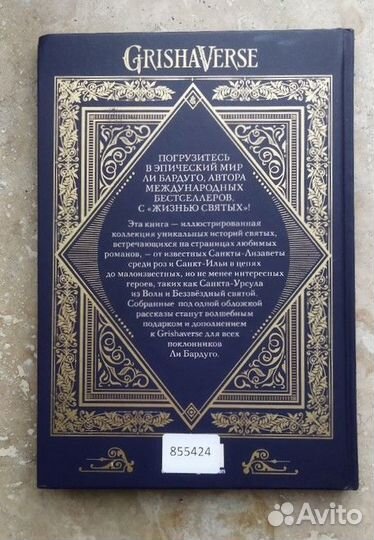 GRISHAVERSE
ПОГРУЗИТЕСЬ
В ЭПИЧЕСКИЙ МИР
ЛИ БАРДУГО, АВТОРА
МЕЖДУНАРОДНЫХ
БЕСТСЕЛЛЕРОВ,
С «ЖИЗНЬЮ СВЯТЫХ»!
Эта книга — иллюстрированная
коллекция уникальных историй святых,
встречающихся на страницах любимых
романов, — от известных Санкты-Лизаветы
среди роз и Санкт-Ильи в цепях
до малоизвестных, но не менее интересных
героев, таких как Санкта-Урсула
из Волн и Беззвёздный святой.
Собранные под одной обложкой
рассказы станут волшебным
подарком и дополнением
к Grishaverse для всех
поклонников
Ли Бардуго.
855424
Avito